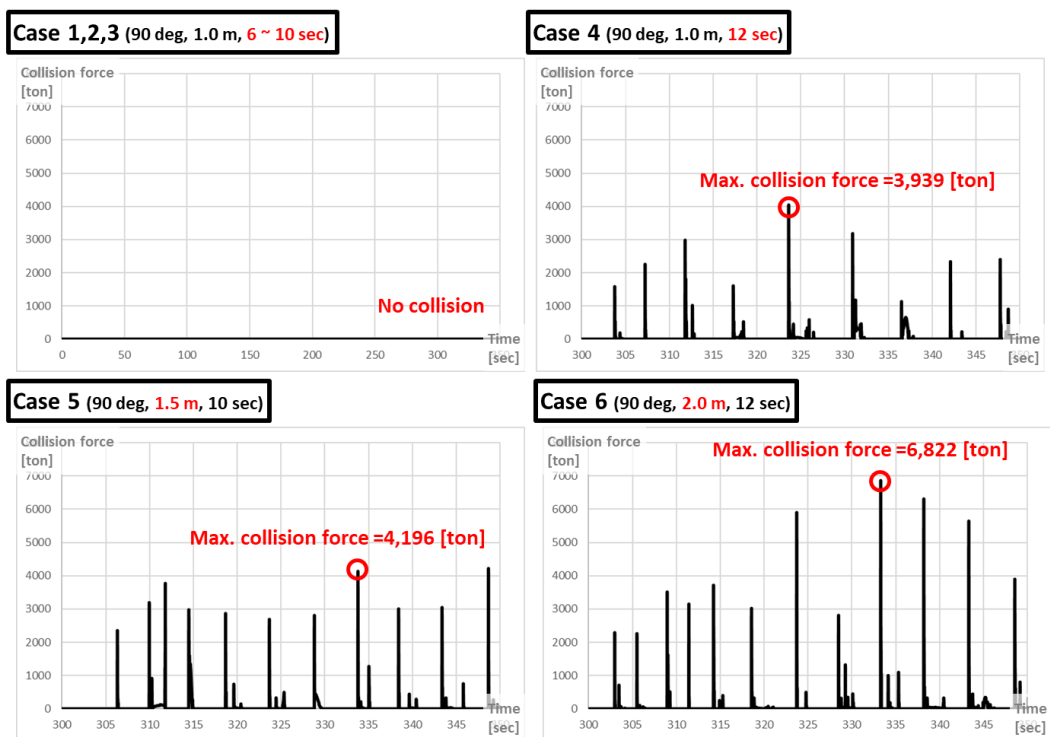 Case 1,2,3 (90 deg, 1.0 m, 6 ~ 10 sec)
Collision force
[ton]
7000
6000
5000
4000
3000
2000
1000
0
No collision
0 50 100 150 200 250 300
Time
[sec]
Case 4 (90 deg, 1.0 m, 12 sec)
Collision force
[ton]
7000
6000
5000
4000
3000
2000
1000
0
Max. collision force =3,939 [ton]
300 305 310 315 320 325 330 335 340 345
Time
[sec]
Case 5 (90 deg, 1.5 m, 10 sec)
Collision force
[ton]
7000
6000
5000
4000
3000
2000
1000
0
Max. collision force =4,196 [ton]
300 305 310 315 320 325 330 335 340 345
Time
[sec]
Case 6 (90 deg, 2.0 m, 12 sec)
Collision force
[ton]
7000
6000
5000
4000
3000
2000
1000
0
Max. collision force =6,822 [ton]
300 305 310 315 320 325 330 335 340 345
Time
[sec]